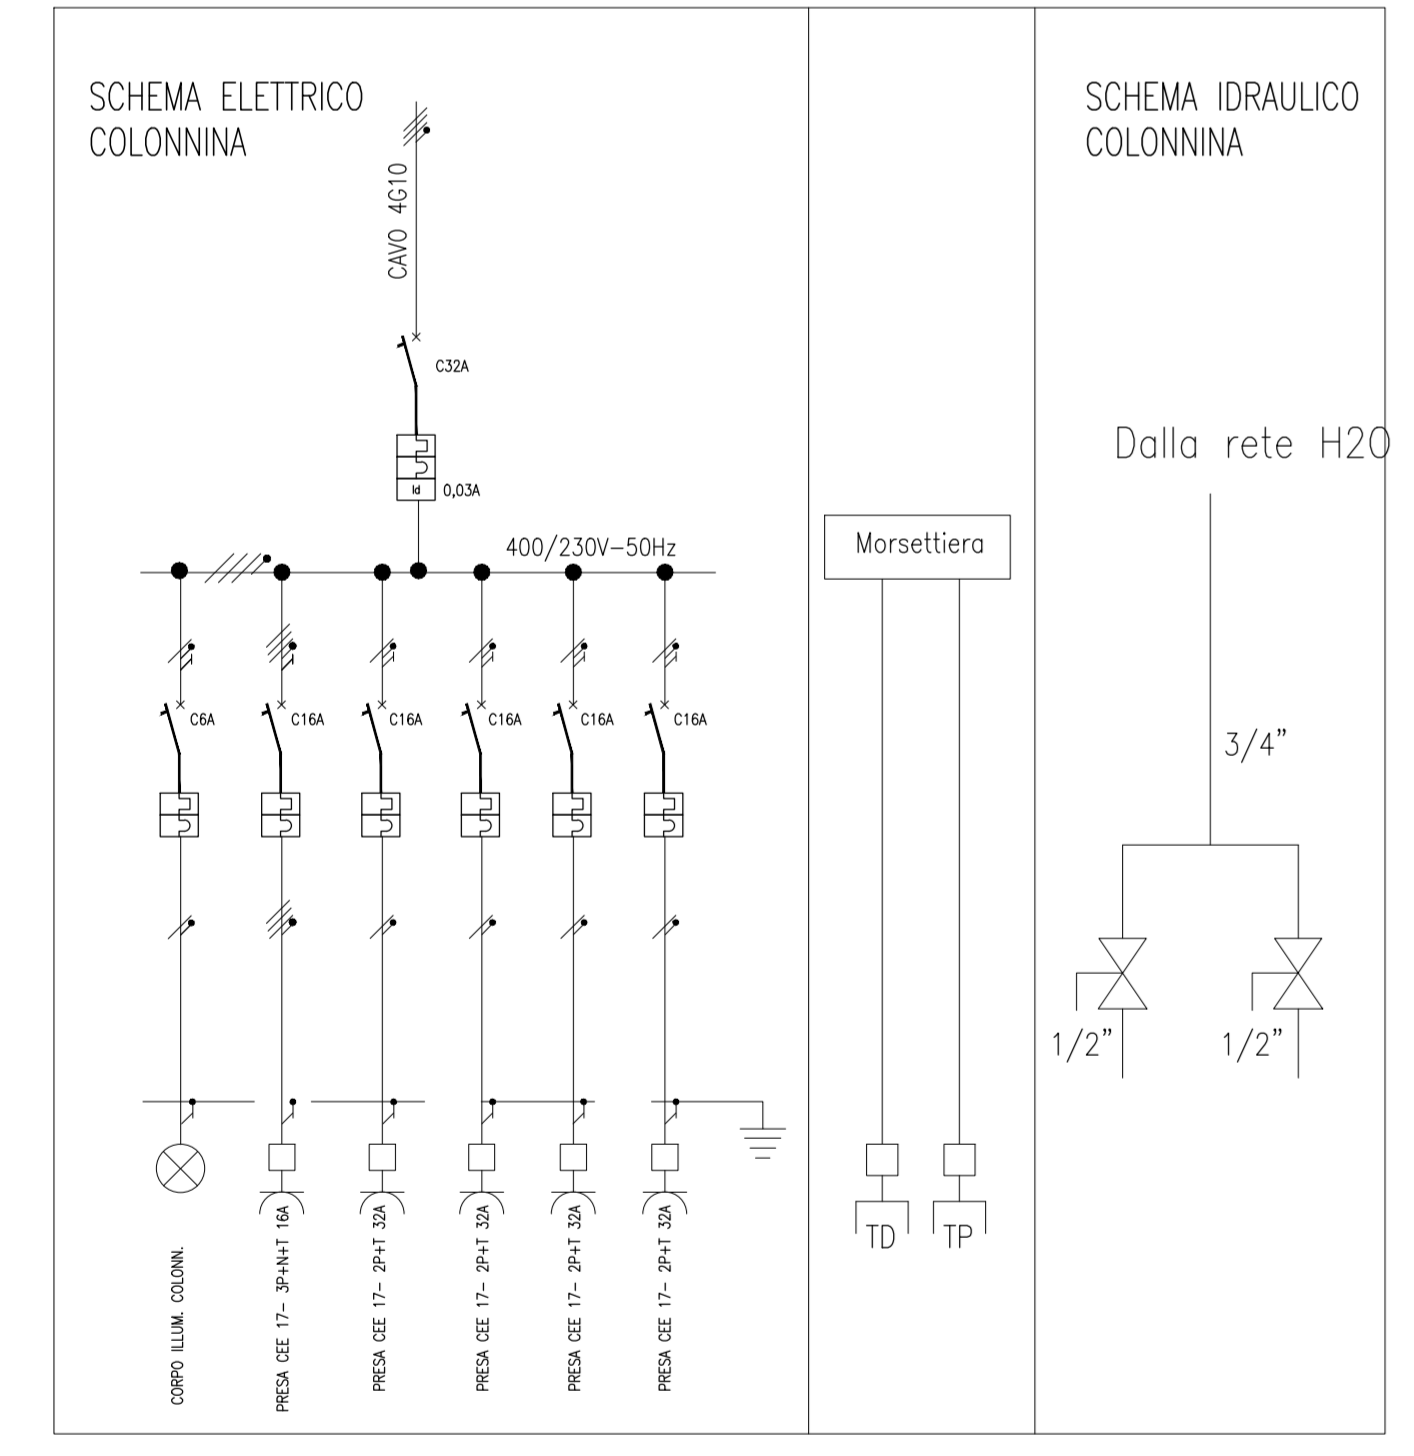 SCHEMA ELETTRICO
COLONNINA
CAVO 4G10
C32A
Id
0,03A
400/230V-50Hz
C6A
C16A
C16A
C16A
C16A
C16A
CORPO ILLUM. COLONN.
PRESA CEE 17- 3P+N+T 16A
PRESA CEE 17- 2P+T 32A
PRESA CEE 17- 2P+T 32A
PRESA CEE 17- 2P+T 32A
PRESA CEE 17- 2P+T 32A
Morsettiera
TD
TP
SCHEMA IDRAULICO
COLONNINA
Dalla rete H2O
3/4"
1/2"
1/2"